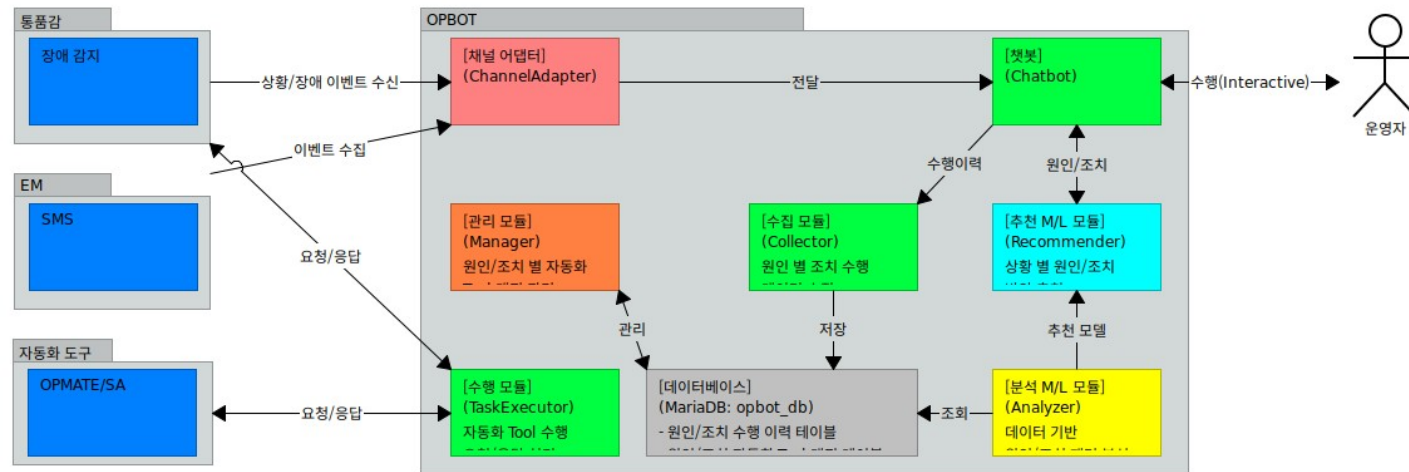 통품감
장애 감지
EM
SMS
자동화 도구
OPMATE/SA
상황/장애 이벤트 수신
이벤트 수집
요청/응답
요청/응답
OPBOT
[채널 어댑터]
(ChannelAdapter)
전달
[챗봇]
(Chatbot)
수행(Interactive)
운영자
수행이력
원인/조치
[관리 모듈]
(Manager)
원인/조치 별 자동화
[수집 모듈]
(Collector)
원인 별 조치 수행
[추천 M/L 모듈]
(Recommender)
상황 별 원인/조치
관리
저장
추천 모델
[수행 모듈]
(TaskExecutor)
자동화 Tool 수행
[데이터베이스]
(MariaDB: opbot_db)
- 원인/조치 수행 이력 테이블
조회
[분석 M/L 모듈]
(Analyzer)
데이터 기반